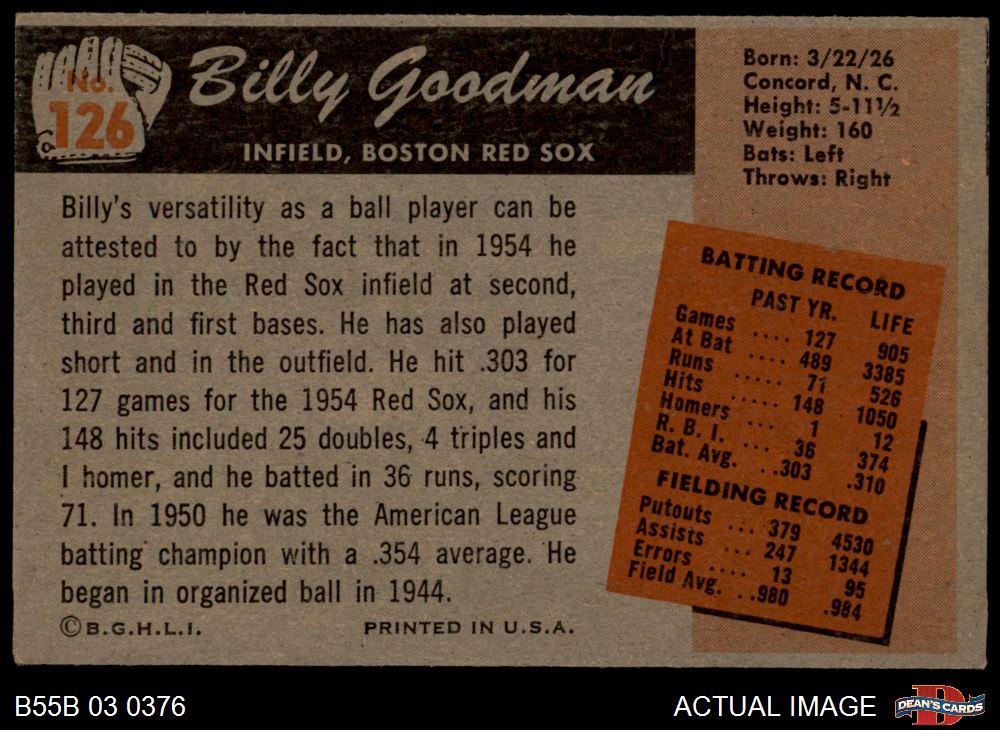 No.
126
Billy Goodman
INFIELD, BOSTON RED SOX
Born: 3/22/26
Concord, N. C.
Height: 5-11½
Weight: 160
Bats: Left
Throws: Right
Billy's versatility as a ball player can be
attested to by the fact that in 1954 he
played in the Red Sox infield at second,
third and first bases. He has also played
short and in the outfield. He hit .303 for
127 games for the 1954 Red Sox, and his
148 hits included 25 doubles, 4 triples and
I homer, and he batted in 36 runs, scoring
71. In 1950 he was the American League
batting champion with a .354 average. He
began in organized ball in 1944.
©B.G.H.L.I. PRINTED IN U.S.A.
BATTING RECORD
PAST YR. LIFE
Games .... 127 905
At Bat .... 489 3385
Runs ..... 71 526
Hits ..... 148 1050
Homers ... 1 12
R. B. I. ... 36 374
Bat. Avg. ..303 .310
FIELDING RECORD
Putouts ... 379 4530
Assists ... 247 1344
Errors .... 13 95
Field Avg. ..980 .984
B55B 03 0376 ACTUAL IMAGE DEAN'S CARDS